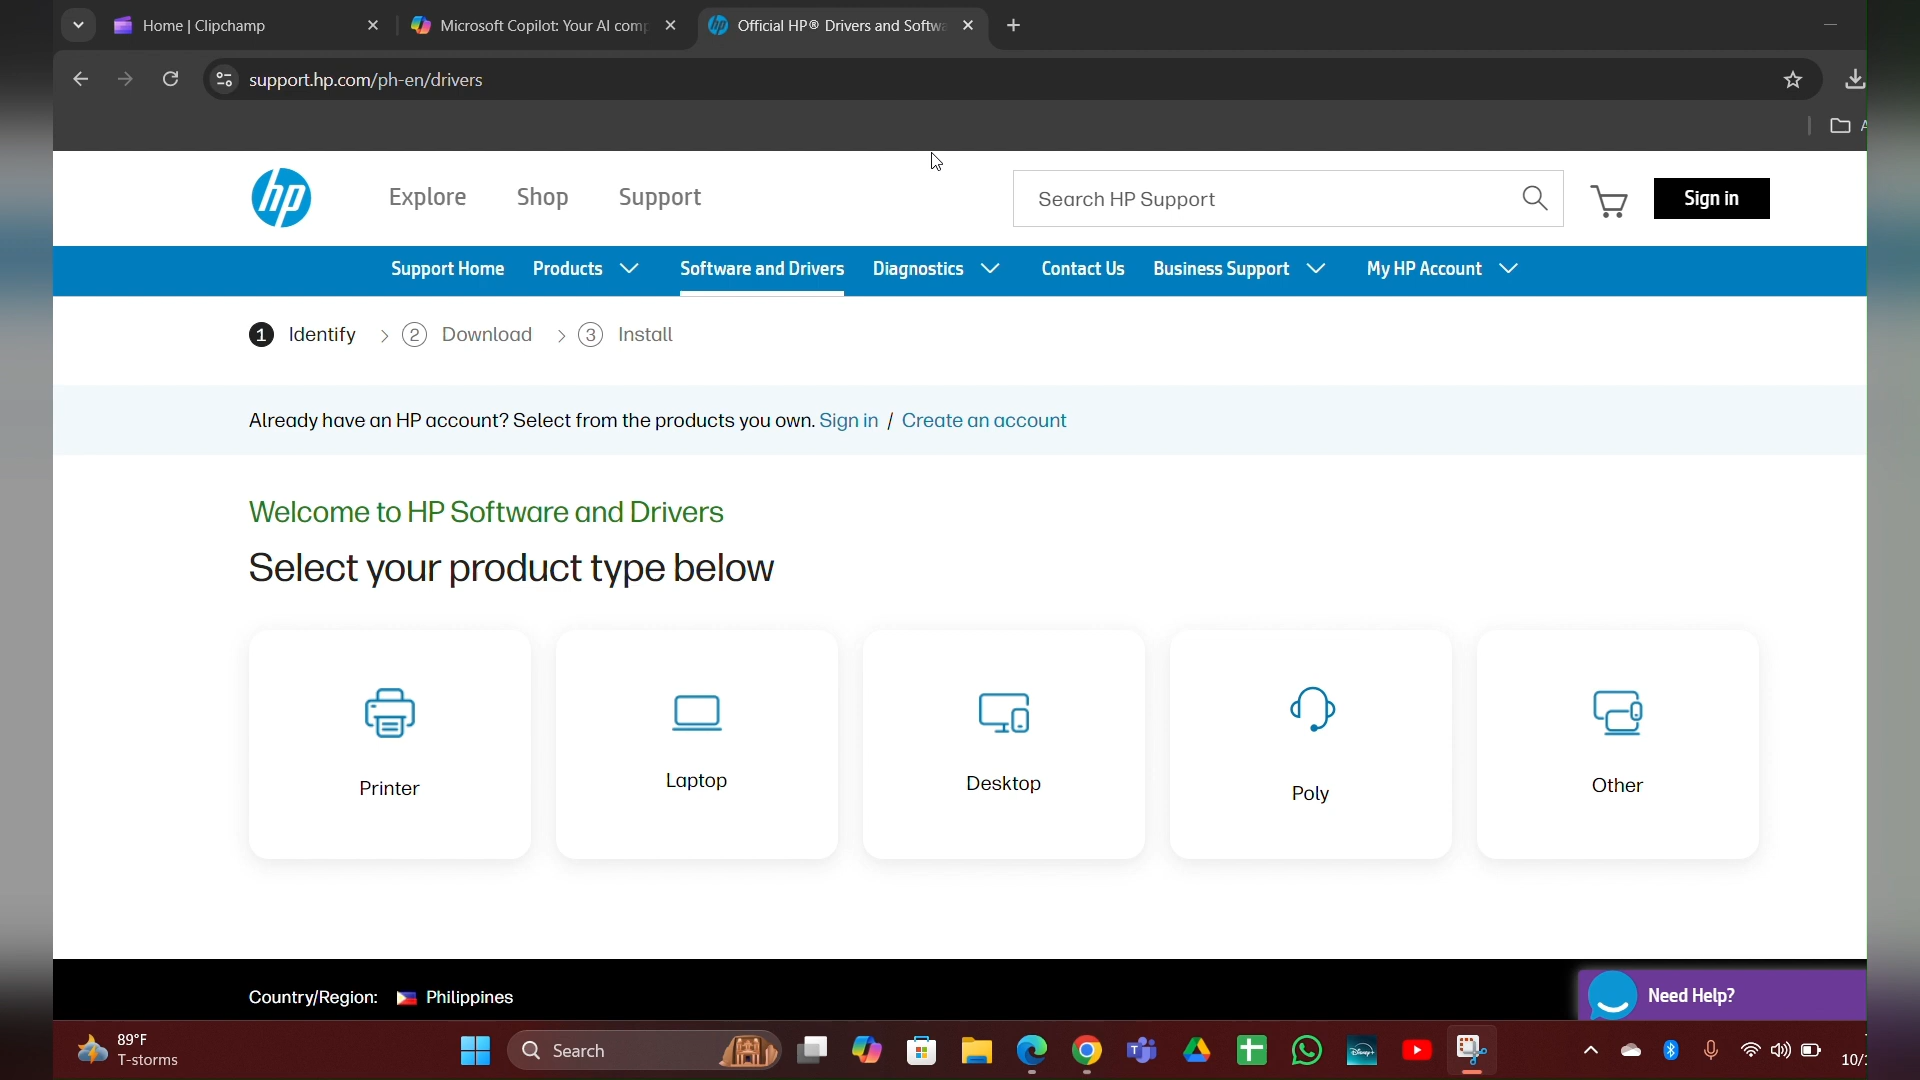 Home | Clipchamp
Microsoft Copilot: Your AI comp
Official HP® Drivers and Softwa
support.hp.com/ph-en/drivers
A
hp
Explore
Shop
Support
Search HP Support
Sign in
Support Home
Products
Software and Drivers
Diagnostics
Contact Us
Business Support
My HP Account
1 Identify
2 Download
3 Install
Already have an HP account? Select from the products you own. Sign in / Create an account
Welcome to HP Software and Drivers
Select your product type below
Printer
Laptop
Desktop
Poly
Other
Country/Region:
Philippines
Need Help?
89°F
T-storms
Search
Disney+
10/1